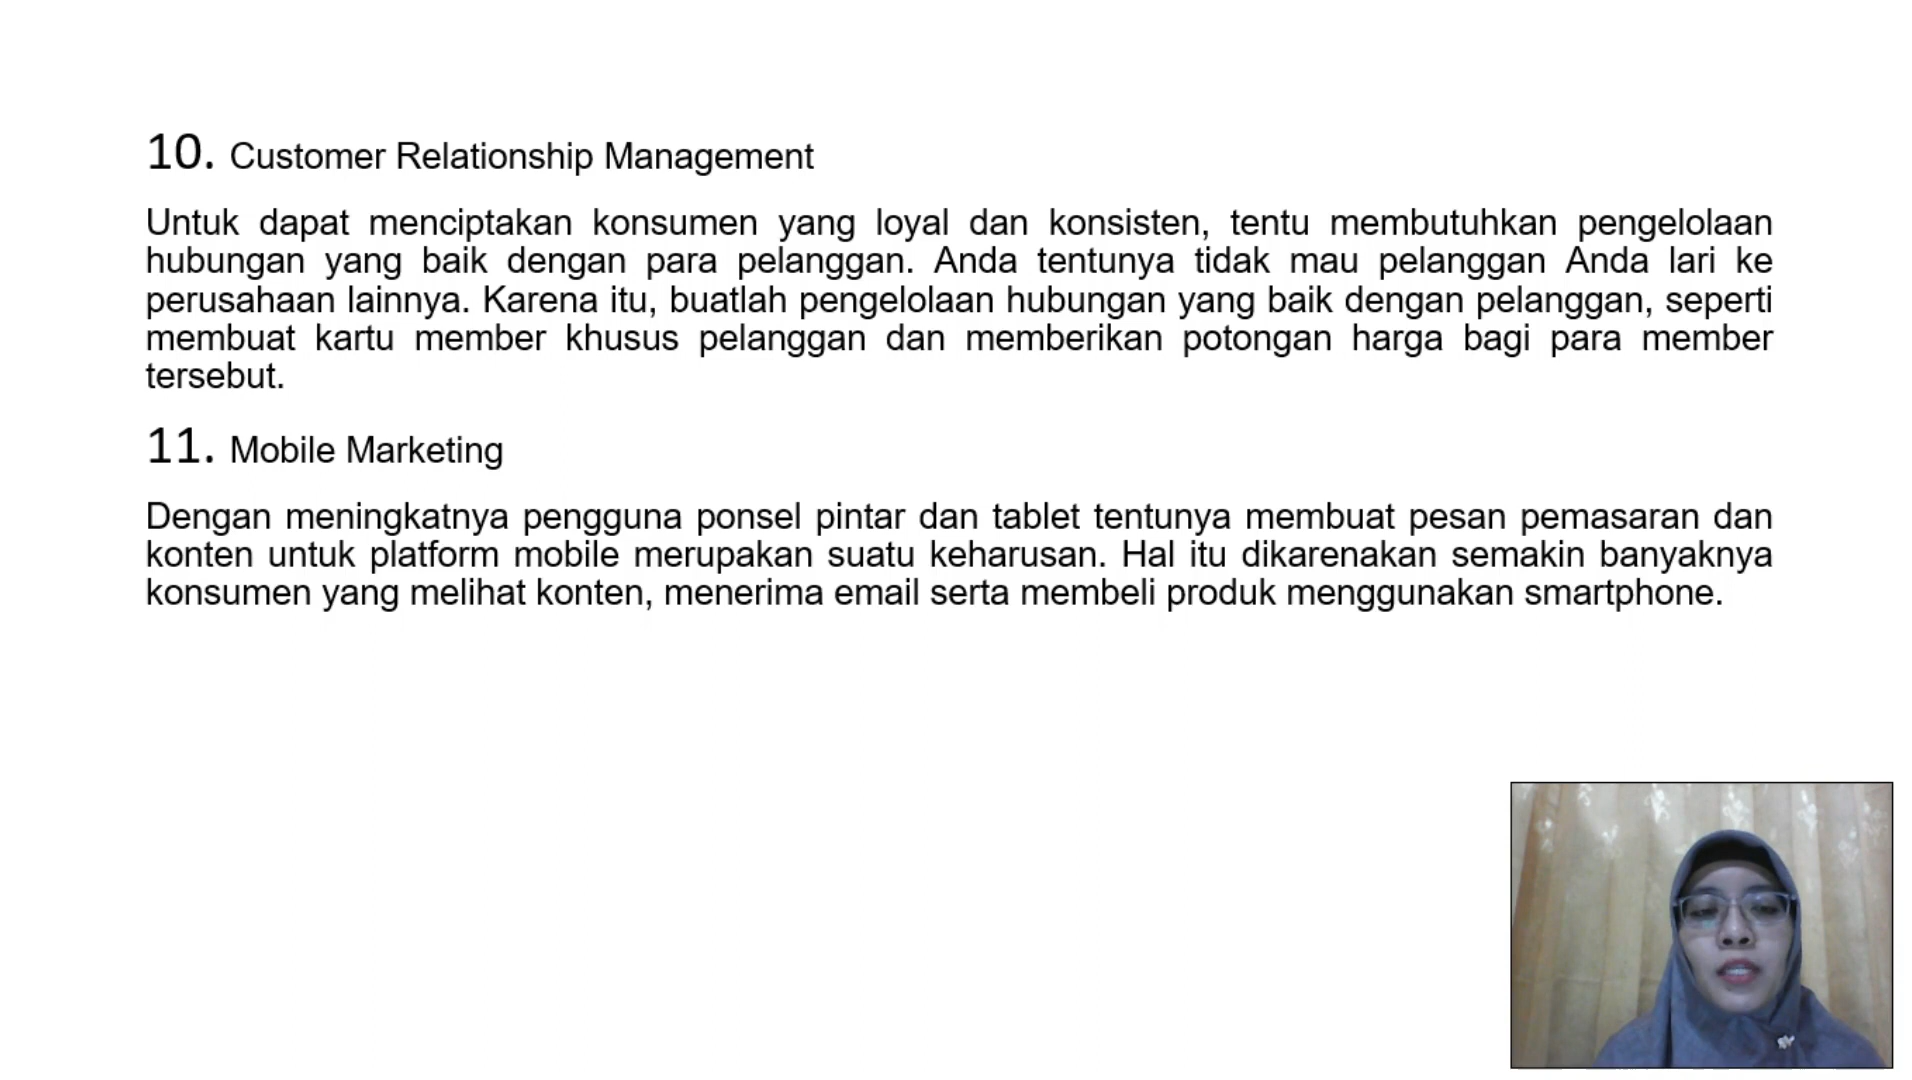 10. Customer Relationship Management
Untuk dapat menciptakan konsumen yang loyal dan konsisten, tentu membutuhkan pengelolaan
hubungan yang baik dengan para pelanggan. Anda tentunya tidak mau pelanggan Anda lari ke
perusahaan lainnya. Karena itu, buatlah pengelolaan hubungan yang baik dengan pelanggan, seperti
membuat kartu member khusus pelanggan dan memberikan potongan harga bagi para member
tersebut.
11. Mobile Marketing
Dengan meningkatnya pengguna ponsel pintar dan tablet tentunya membuat pesan pemasaran dan
konten untuk platform mobile merupakan suatu keharusan. Hal itu dikarenakan semakin banyaknya
konsumen yang melihat konten, menerima email serta membeli produk menggunakan smartphone.